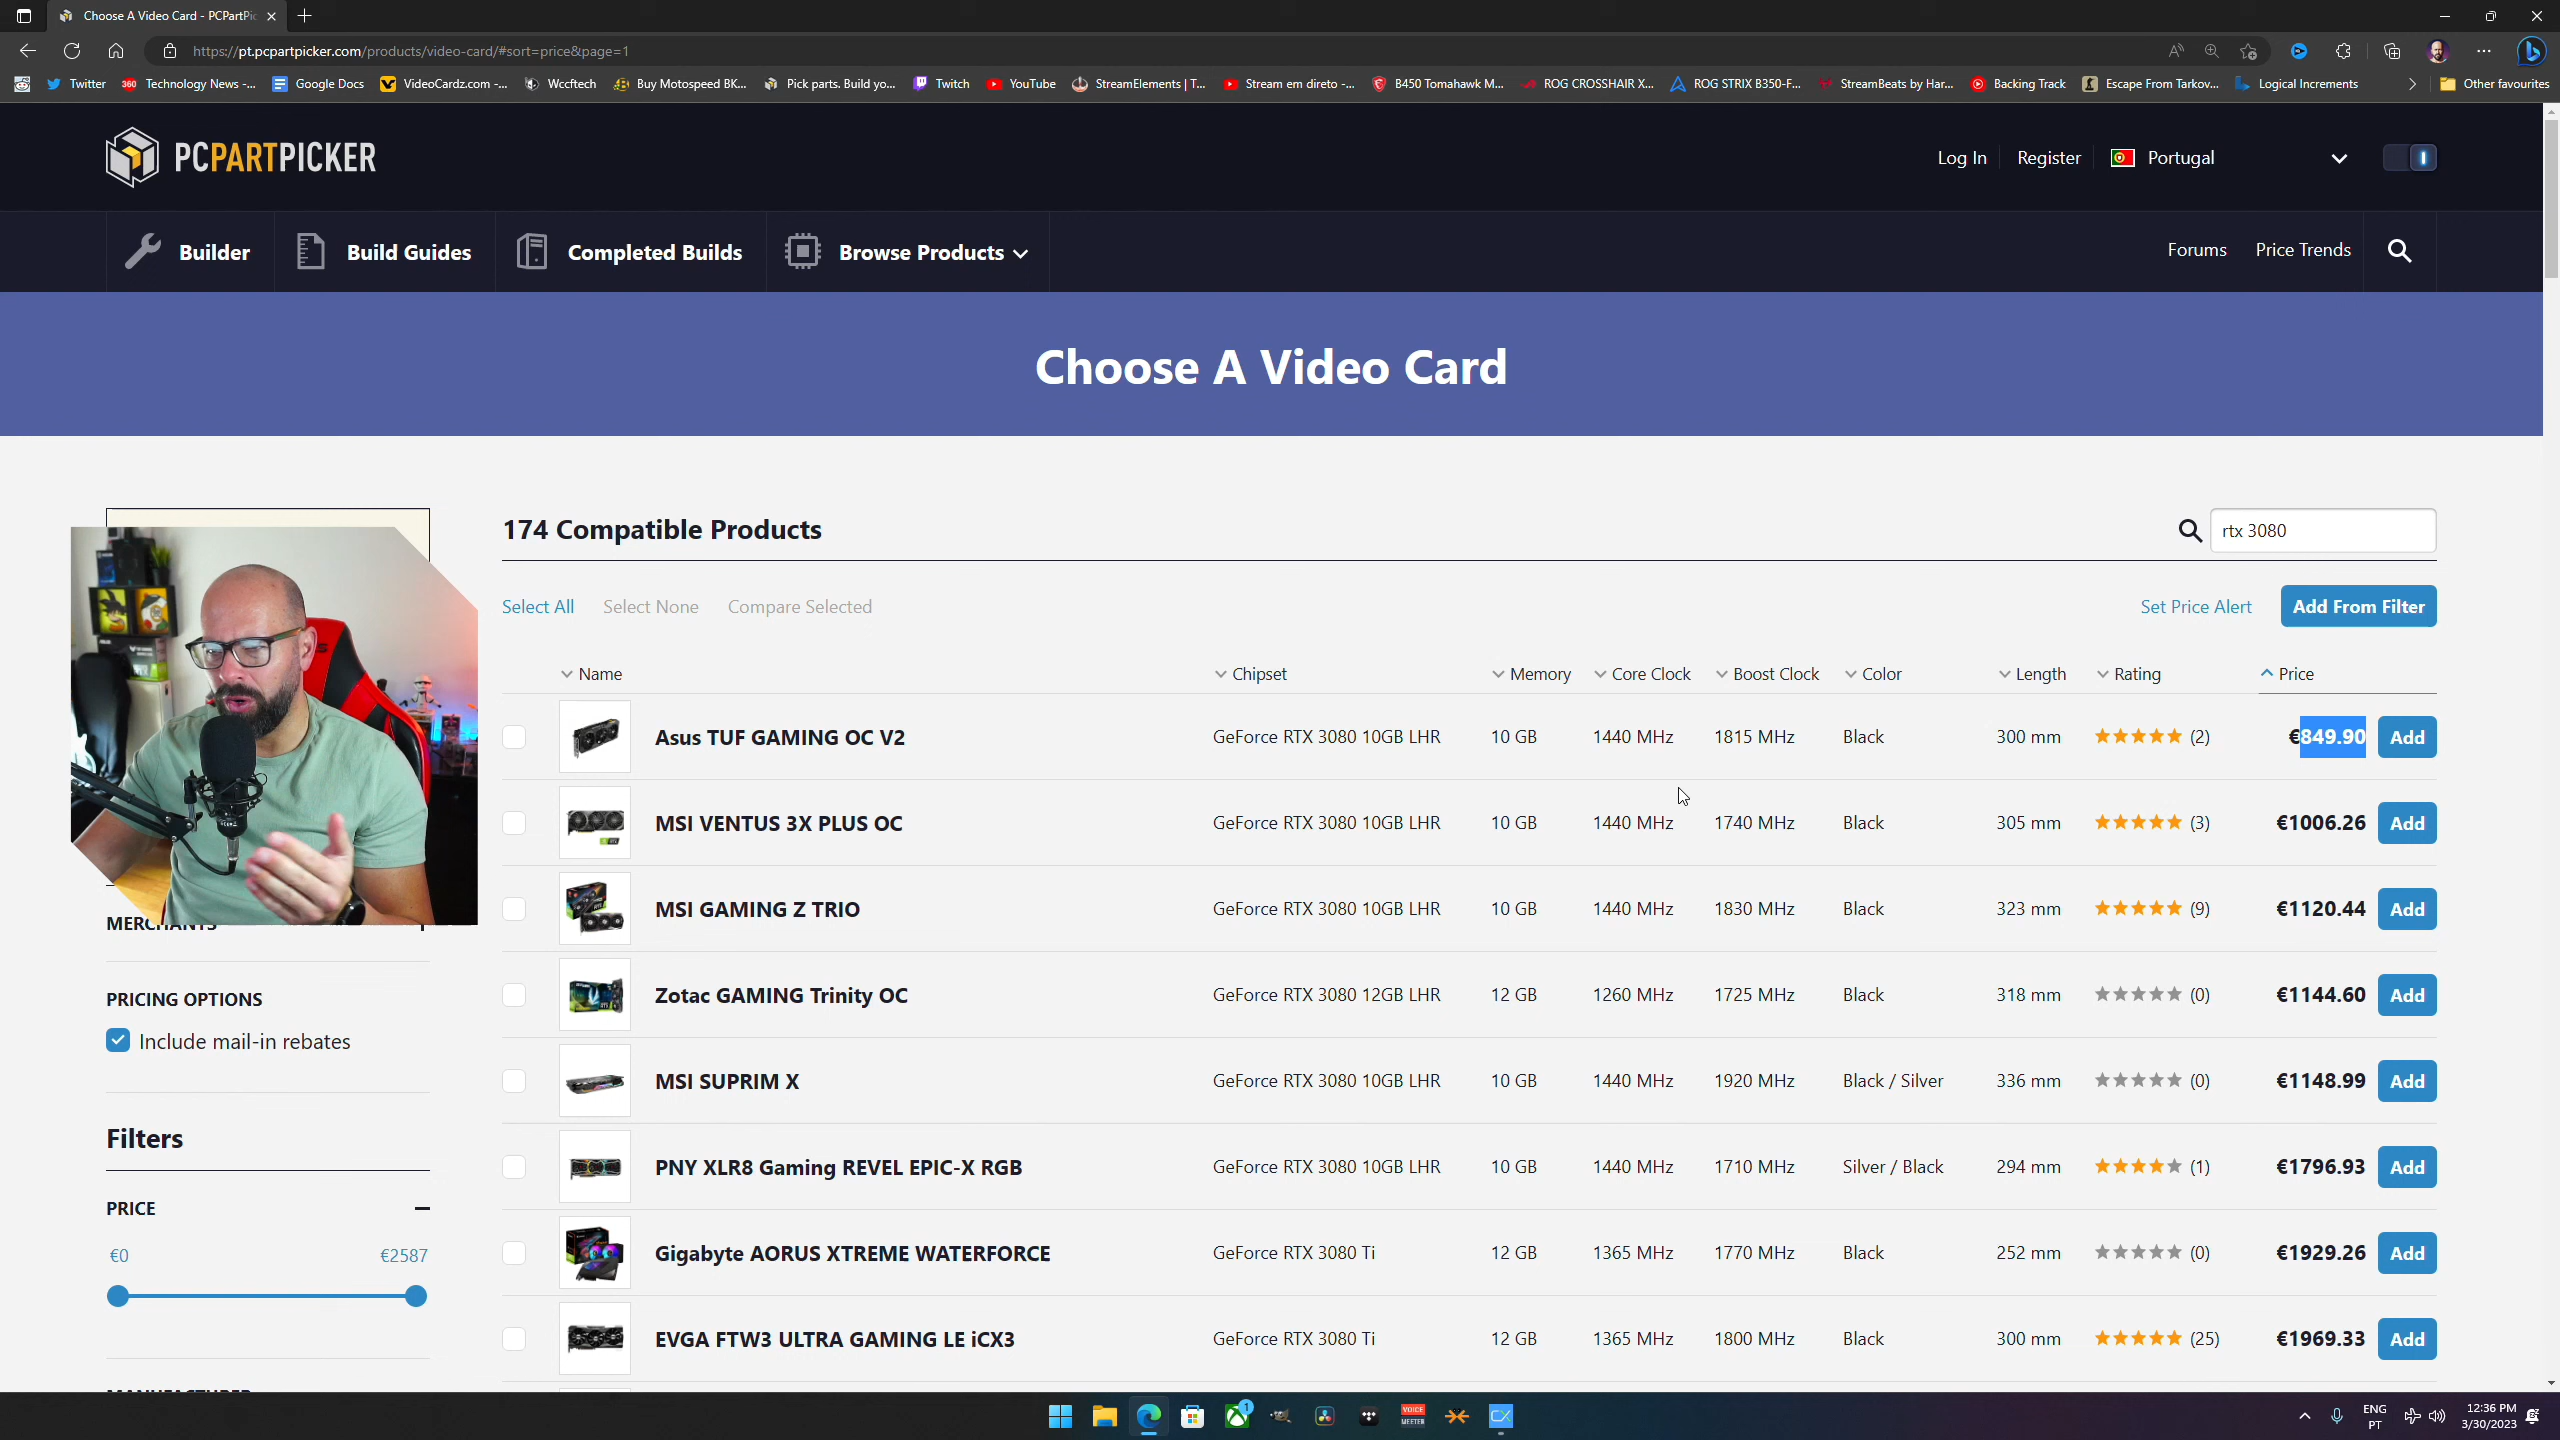 Choose A Video Card - PCPartPic
https://pt.pcpartpicker.com/products/video-card/#sort=price&page=1
Twitter
360 Technology News -...
Google Docs
VideoCardz.com -...
Wccftech
Buy Motospeed BK...
Pick parts. Build yo...
Twitch
YouTube
StreamElements | T...
Stream em direto -...
B450 Tomahawk M...
ROG CROSSHAIR X...
ROG STRIX B350-F...
StreamBeats by Har...
Backing Track
Escape From Tarkov...
Logical Increments
Other favourites
PCPARTPICKER
Log In
Register
Portugal
Builder
Build Guides
Completed Builds
Browse Products
Forums
Price Trends
Choose A Video Card
174 Compatible Products
rtx 3080
Select All
Select None
Compare Selected
Set Price Alert
Add From Filter
Name Chipset Memory Core Clock Boost Clock Color Length Rating Price
Asus TUF GAMING OC V2 GeForce RTX 3080 10GB LHR 10 GB 1440 MHz 1815 MHz Black 300 mm (2) €849.90 Add
MSI VENTUS 3X PLUS OC GeForce RTX 3080 10GB LHR 10 GB 1440 MHz 1740 MHz Black 305 mm (3) €1006.26 Add
MSI GAMING Z TRIO GeForce RTX 3080 10GB LHR 10 GB 1440 MHz 1830 MHz Black 323 mm (9) €1120.44 Add
Zotac GAMING Trinity OC GeForce RTX 3080 12GB LHR 12 GB 1260 MHz 1725 MHz Black 318 mm (0) €1144.60 Add
MSI SUPRIM X GeForce RTX 3080 10GB LHR 10 GB 1440 MHz 1920 MHz Black / Silver 336 mm (0) €1148.99 Add
PNY XLR8 Gaming REVEL EPIC-X RGB GeForce RTX 3080 10GB LHR 10 GB 1440 MHz 1710 MHz Silver / Black 294 mm (1) €1796.93 Add
Gigabyte AORUS XTREME WATERFORCE GeForce RTX 3080 Ti 12 GB 1365 MHz 1770 MHz Black 252 mm (0) €1929.26 Add
EVGA FTW3 ULTRA GAMING LE iCX3 GeForce RTX 3080 Ti 12 GB 1365 MHz 1800 MHz Black 300 mm (25) €1969.33 Add
MERCHANTS
PRICING OPTIONS
Include mail-in rebates
Filters
PRICE
€0 €2587
MANUFACTURER
VOICE
MEETER
CX
1
ENG
PT
12:36 PM
3/30/2023